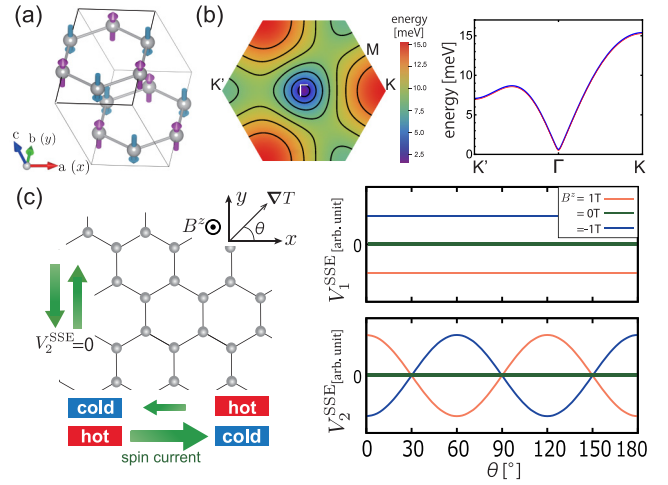 (a)
c
b (y)
a (x)
(b)
K'
Γ
M
K
energy
[meV]
15.0
12.5
10.0
7.5
5.0
2.5
energy [meV]
15
10
5
0
K'
Γ
K
(c)
B^z
y
∇T
θ
x
V_2^SSE=0
cold
hot
hot
cold
spin current
V_1^SSE [arb. unit]
0
B^z= 1T
= 0T
=-1T
V_2^SSE [arb. unit]
0
0 30 60 90 120 150 180
θ [°]